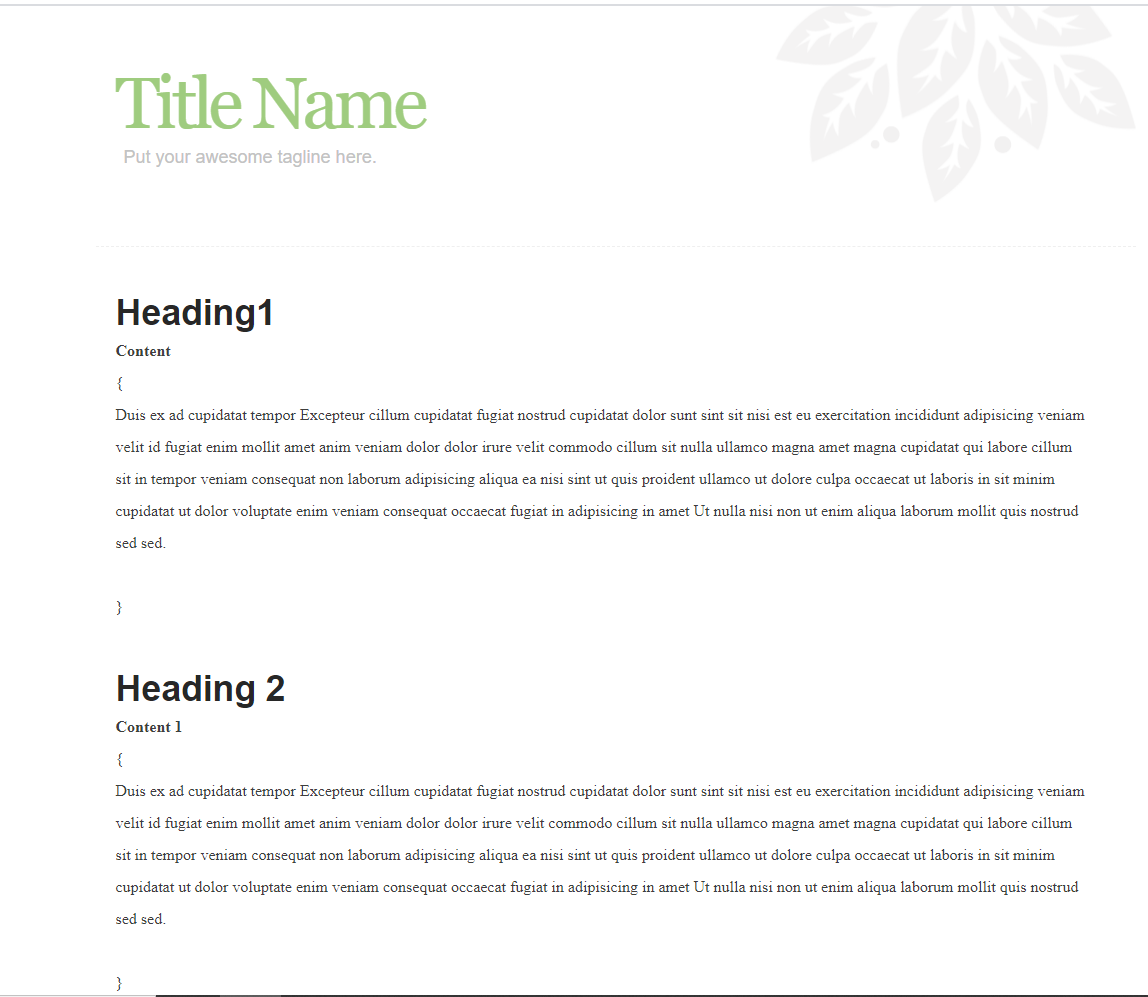 Title Name
Put your awesome tagline here.
Heading1
Content
{
Duis ex ad cupidatat tempor Excepteur cillum cupidatat fugiat nostrud cupidatat dolor sunt sint sit nisi est eu exercitation incididunt adipisicing veniam
velit id fugiat enim mollit amet anim veniam dolor dolor irure velit commodo cillum sit nulla ullamco magna amet magna cupidatat qui labore cillum
sit in tempor veniam consequat non laborum adipisicing aliqua ea nisi sint ut quis proident ullamco ut dolore culpa occaecat ut laboris in sit minim
cupidatat ut dolor voluptate enim veniam consequat occaecat fugiat in adipisicing in amet Ut nulla nisi non ut enim aliqua laborum mollit quis nostrud
sed sed.
}
Heading 2
Content 1
{
Duis ex ad cupidatat tempor Excepteur cillum cupidatat fugiat nostrud cupidatat dolor sunt sint sit nisi est eu exercitation incididunt adipisicing veniam
velit id fugiat enim mollit amet anim veniam dolor dolor irure velit commodo cillum sit nulla ullamco magna amet magna cupidatat qui labore cillum
sit in tempor veniam consequat non laborum adipisicing aliqua ea nisi sint ut quis proident ullamco ut dolore culpa occaecat ut laboris in sit minim
cupidatat ut dolor voluptate enim veniam consequat occaecat fugiat in adipisicing in amet Ut nulla nisi non ut enim aliqua laborum mollit quis nostrud
sed sed.
}